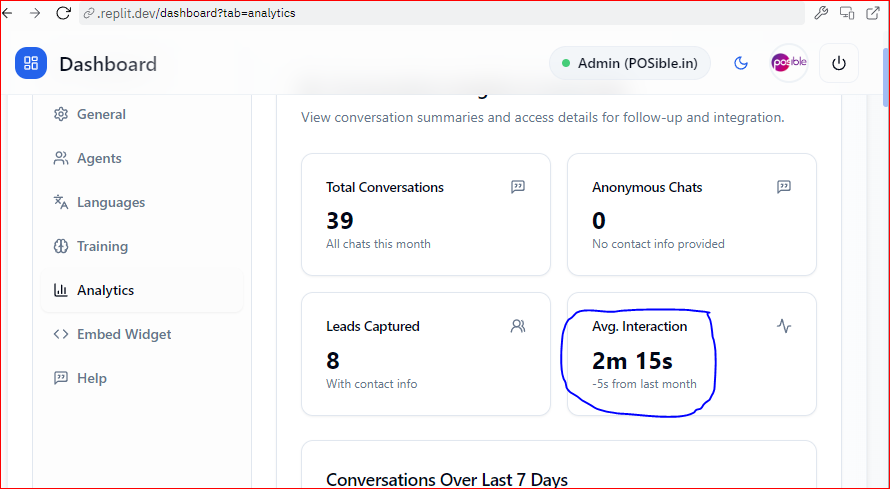 .replit.dev/dashboard?tab=analytics
Dashboard
Admin (POSible.in)
posible
General
Agents
Languages
Training
Analytics
Embed Widget
Help
View conversation summaries and access details for follow-up and integration.
Total Conversations
39
All chats this month
Anonymous Chats
0
No contact info provided
Leads Captured
8
With contact info
Avg. Interaction
2m 15s
-5s from last month
Conversations Over Last 7 Days